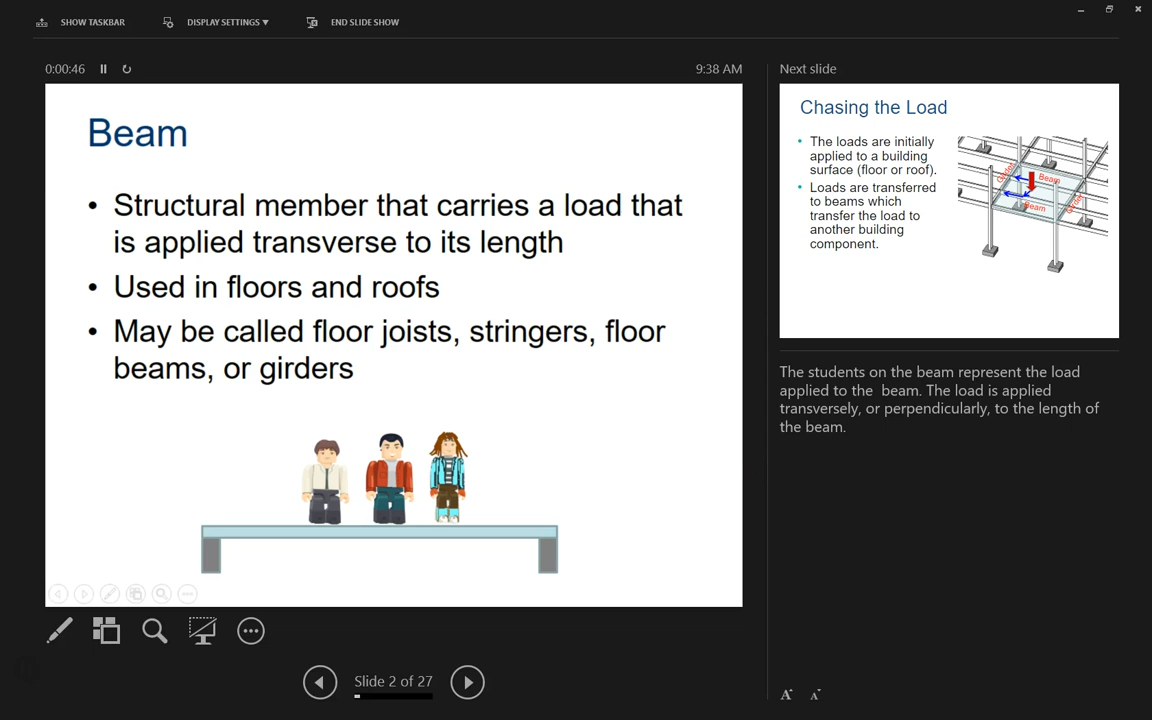 SHOW TASKBAR
DISPLAY SETTINGS ▼
END SLIDE SHOW
0:00:46
9:38 AM
Beam
• Structural member that carries a load that
is applied transverse to its length
• Used in floors and roofs
• May be called floor joists, stringers, floor
beams, or girders
Slide 2 of 27
Next slide
Chasing the Load
• The loads are initially
applied to a building
surface (floor or roof).
• Loads are transferred
to beams which
transfer the load to
another building
component.
Girder
Beam
Beam
Girder
The students on the beam represent the load
applied to the  beam. The load is applied
transversely, or perpendicularly, to the length of
the beam.
A
A